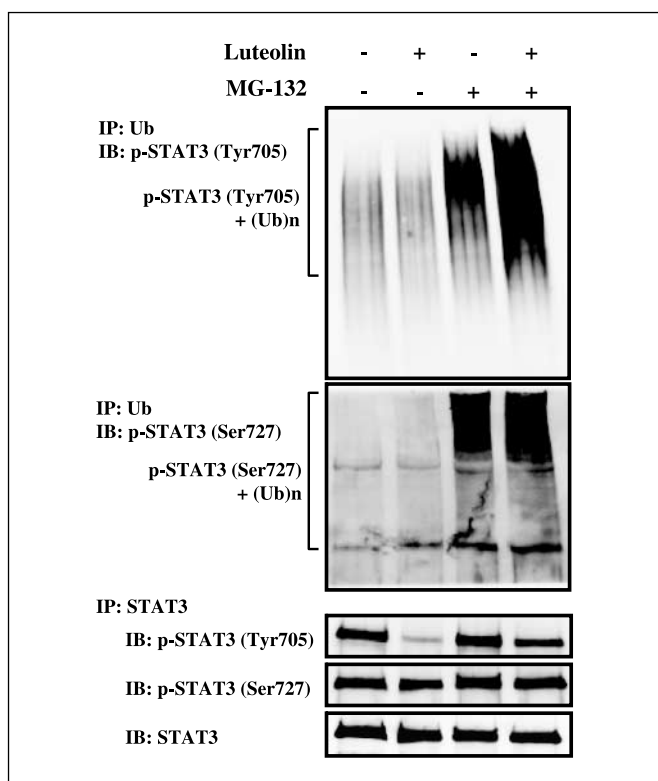 Luteolin - + - +
MG-132 - - + +
IP: Ub
IB: p-STAT3 (Tyr705)
p-STAT3 (Tyr705)
+ (Ub)n
IP: Ub
IB: p-STAT3 (Ser727)
p-STAT3 (Ser727)
+ (Ub)n
IP: STAT3
IB: p-STAT3 (Tyr705)
IB: p-STAT3 (Ser727)
IB: STAT3